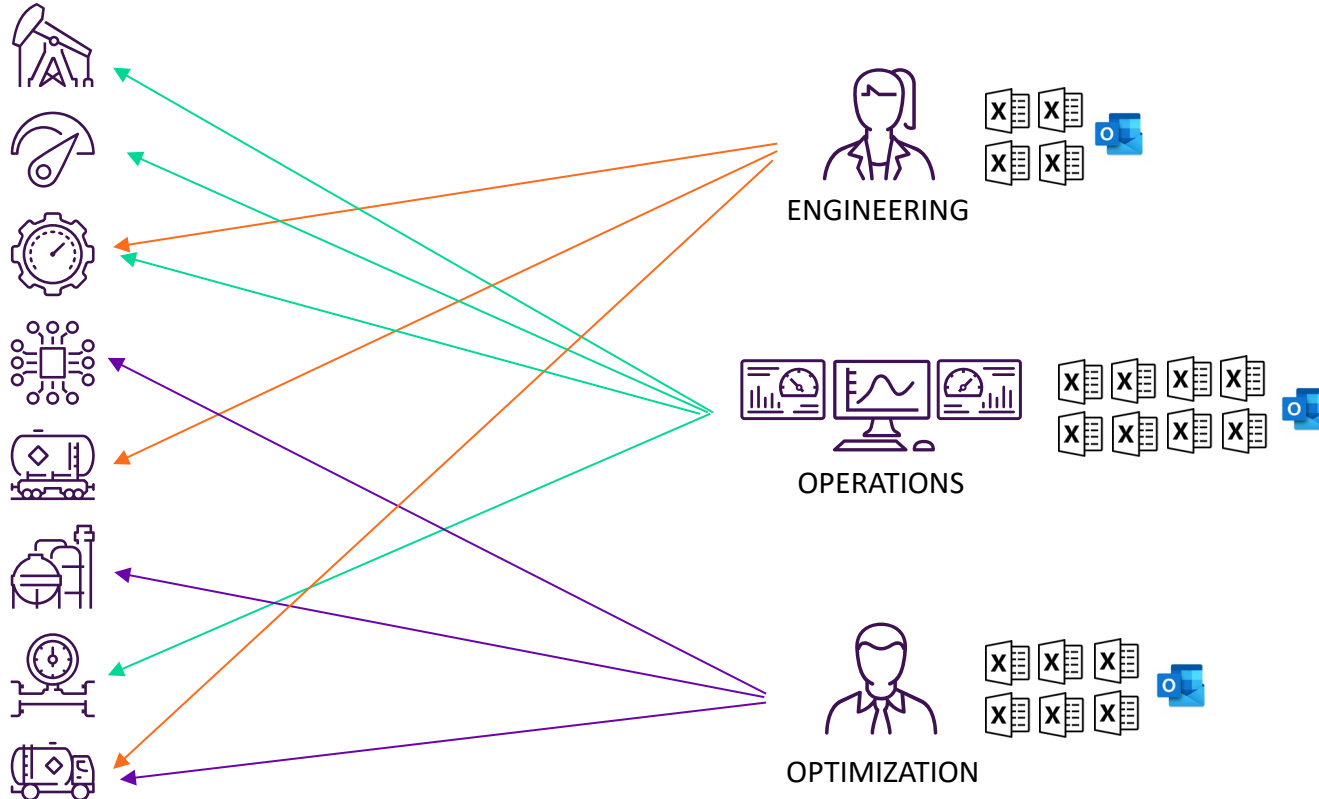 X X
O
X X
ENGINEERING
X X X X
O
X X X X
OPERATIONS
X X X
O
X X X
OPTIMIZATION